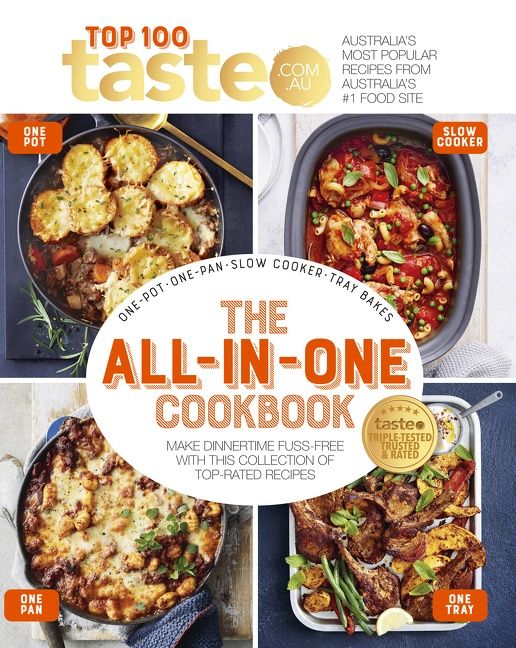 TOP 100
taste
.COM
.AU
AUSTRALIA'S
MOST POPULAR
RECIPES FROM
AUSTRALIA'S
#1 FOOD SITE
ONE
POT
SLOW
COOKER
ONE-POT·ONE-PAN·SLOW COOKER·TRAY BAKES
THE
ALL-IN-ONE
COOKBOOK
MAKE DINNERTIME FUSS-FREE
WITH THIS COLLECTION OF
TOP-RATED RECIPES
taste
TRIPLE-TESTED
TRUSTED
& RATED
ONE
PAN
ONE
TRAY